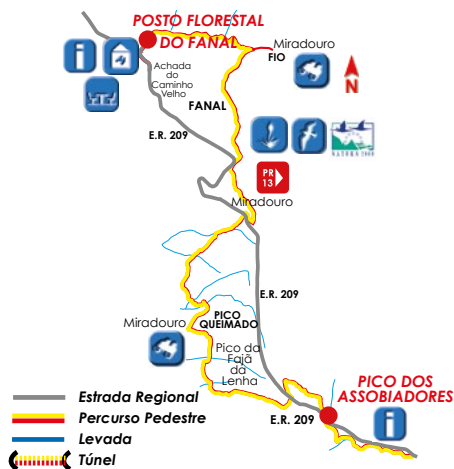 POSTO FLORESTAL
DO FANAL
Miradouro
FIO
Achada
do
Caminho
Velho
FANAL
N
E.R. 209
NATURA 2000
PR
13
Miradouro
E.R. 209
Miradouro
PICO
QUEIMADO
Pico da
Fajã
da
Lenha
PICO DOS
ASSOBIADORES
E.R. 209
Estrada Regional
Percurso Pedestre
Levada
Túnel